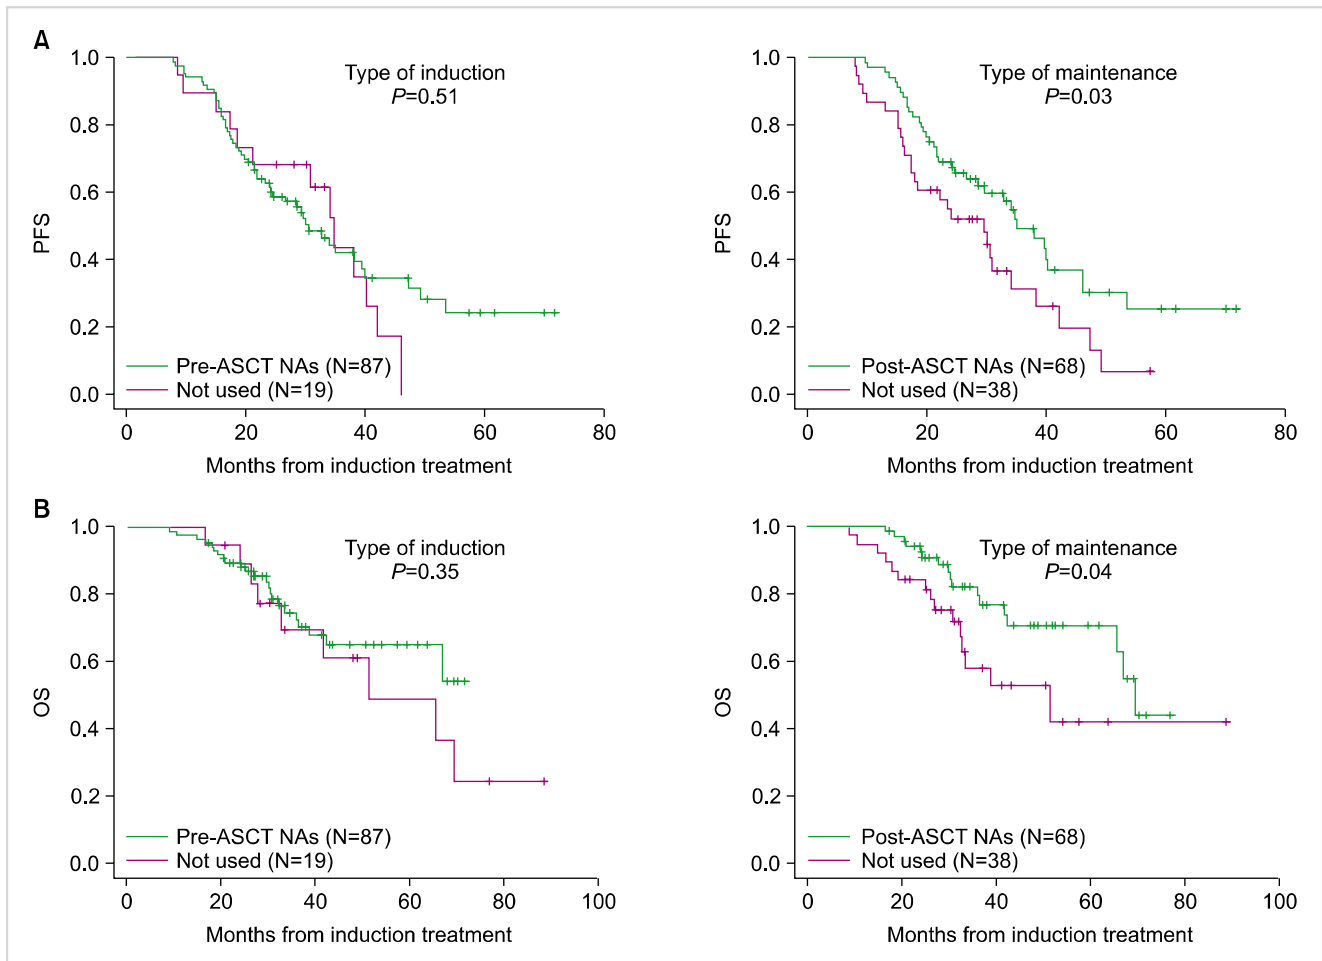 A
1.0
0.8
0.6
0.4
0.2
0.0
PFS
Type of induction
P=0.51
Pre-ASCT NAs (N=87)
Not used (N=19)
0 20 40 60 80
Months from induction treatment
1.0
0.8
0.6
0.4
0.2
0.0
PFS
Type of maintenance
P=0.03
Post-ASCT NAs (N=68)
Not used (N=38)
0 20 40 60 80
Months from induction treatment
B
1.0
0.8
0.6
0.4
0.2
0.0
OS
Type of induction
P=0.35
Pre-ASCT NAs (N=87)
Not used (N=19)
0 20 40 60 80 100
Months from induction treatment
1.0
0.8
0.6
0.4
0.2
0.0
OS
Type of maintenance
P=0.04
Post-ASCT NAs (N=68)
Not used (N=38)
0 20 40 60 80 100
Months from induction treatment